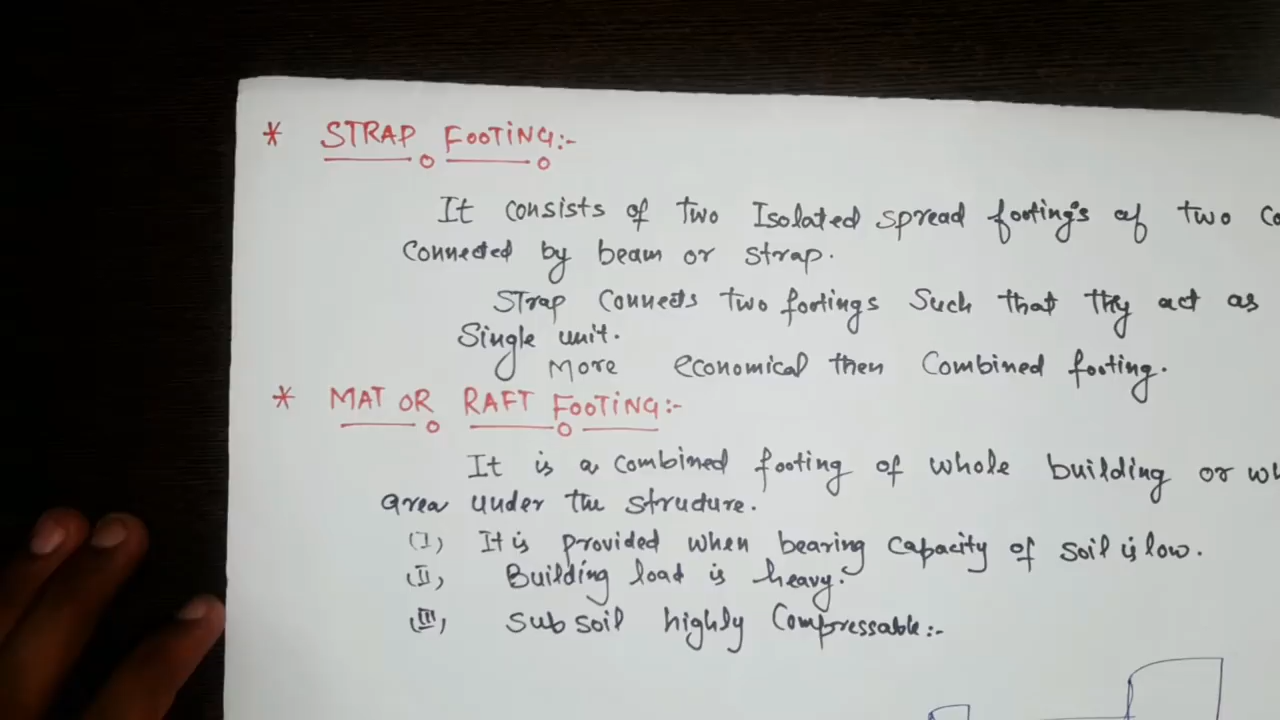 * STRAP FOOTING:-
It consists of two Isolated spread footing's of two
Connected by beam or strap.
STrap Connects two footings Such that they act as
Single unit.
More economical then Combined footing.
* MAT OR RAFT FOOTING:-
It is a combined footing of whole building or
area under the structure.
(I) It is provided when bearing capacity of soil is low.
(II) Building load is heavy.
(III) sub soil highly Compressable:-